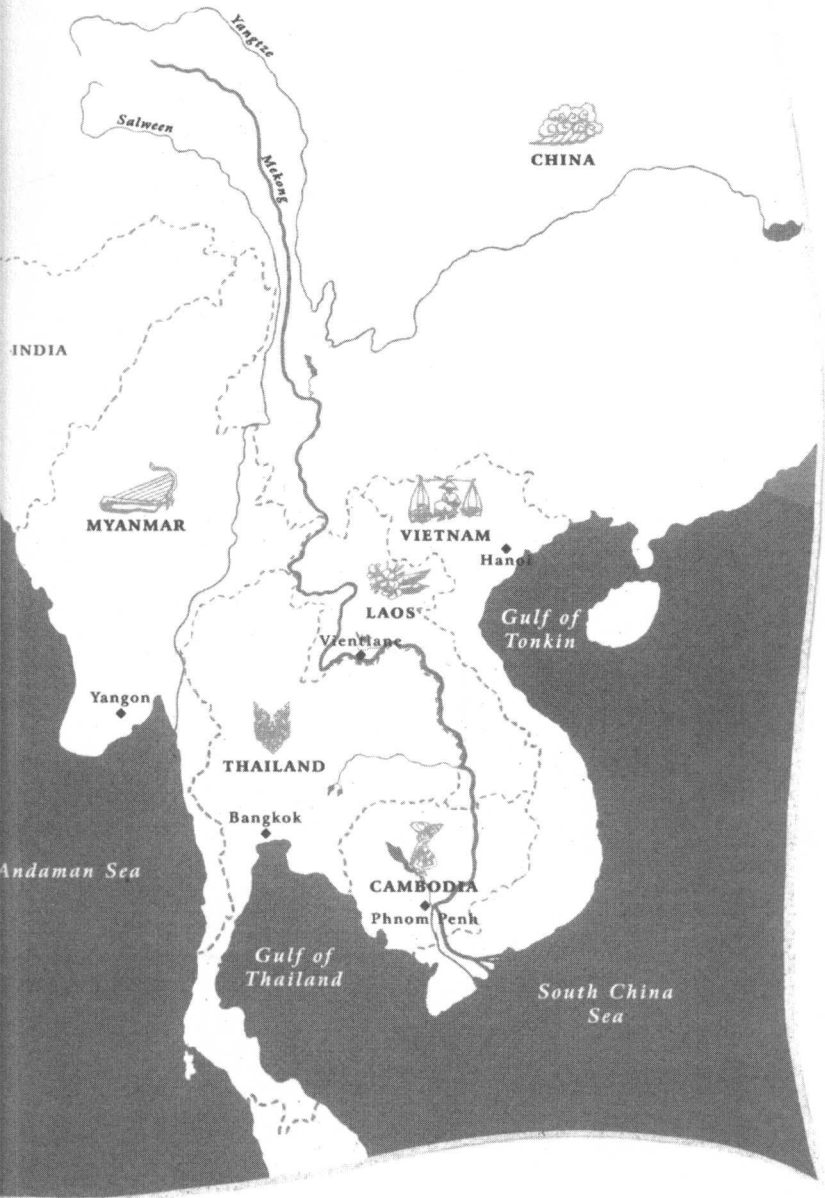 Yangtze
Salween
Mekong
CHINA
INDIA
MYANMAR
VIETNAM
Hanoi
LAOS
Gulf of
Tonkin
Vientiane
Yangon
THAILAND
Bangkok
Andaman Sea
CAMBODIA
Phnom Penh
Gulf of
Thailand
South China
Sea